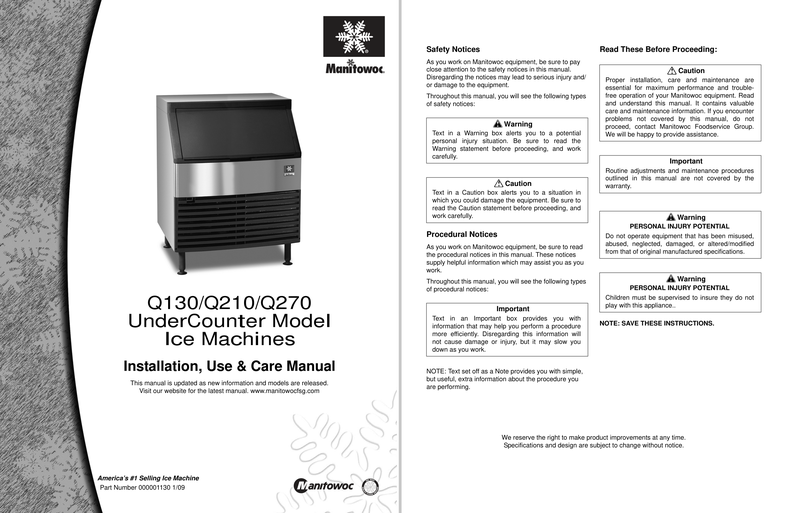 Manitowoc
Q130/Q210/Q270
UnderCounter Model
Ice Machines
Installation, Use & Care Manual
This manual is updated as new information and models are released.
Visit our website for the latest manual. www.manitowocfsg.com
America's #1 Selling Ice Machine
Part Number 000001130 1/09
Manitowoc
Safety Notices
As you work on Manitowoc equipment, be sure to pay
close attention to the safety notices in this manual.
Disregarding the notices may lead to serious injury and/
or damage to the equipment.
Throughout this manual, you will see the following types
of safety notices:
Warning
Text in a Warning box alerts you to a potential
personal injury situation. Be sure to read the
Warning statement before proceeding, and work
carefully.
Caution
Text in a Caution box alerts you to a situation in
which you could damage the equipment. Be sure to
read the Caution statement before proceeding, and
work carefully.
Procedural Notices
As you work on Manitowoc equipment, be sure to read
the procedural notices in this manual. These notices
supply helpful information which may assist you as you
work.
Throughout this manual, you will see the following types
of procedural notices:
Important
Text in an Important box provides you with
information that may help you perform a procedure
more efficiently. Disregarding this information will
not cause damage or injury, but it may slow you
down as you work.
NOTE: Text set off as a Note provides you with simple,
but useful, extra information about the procedure you
are performing.
Read These Before Proceeding:
Caution
Proper installation, care and maintenance are
essential for maximum performance and trouble-
free operation of your Manitowoc equipment. Read
and understand this manual. It contains valuable
care and maintenance information. If you encounter
problems not covered by this manual, do not
proceed, contact Manitowoc Foodservice Group.
We will be happy to provide assistance.
Important
Routine adjustments and maintenance procedures
outlined in this manual are not covered by the
warranty.
Warning
PERSONAL INJURY POTENTIAL
Do not operate equipment that has been misused,
abused, neglected, damaged, or altered/modified
from that of original manufactured specifications.
Warning
PERSONAL INJURY POTENTIAL
Children must be supervised to insure they do not
play with this appliance..
NOTE: SAVE THESE INSTRUCTIONS.
We reserve the right to make product improvements at any time.
Specifications and design are subject to change without notice.